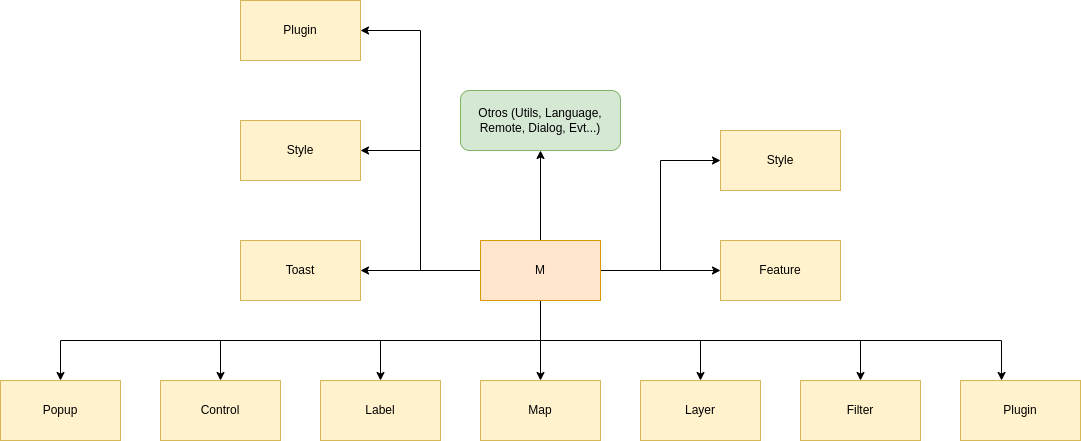 Plugin
Otros (Utils, Language,
Remote, Dialog, Evt...)
Style
Style
Toast
M
Feature
Popup
Control
Label
Map
Layer
Filter
Plugin